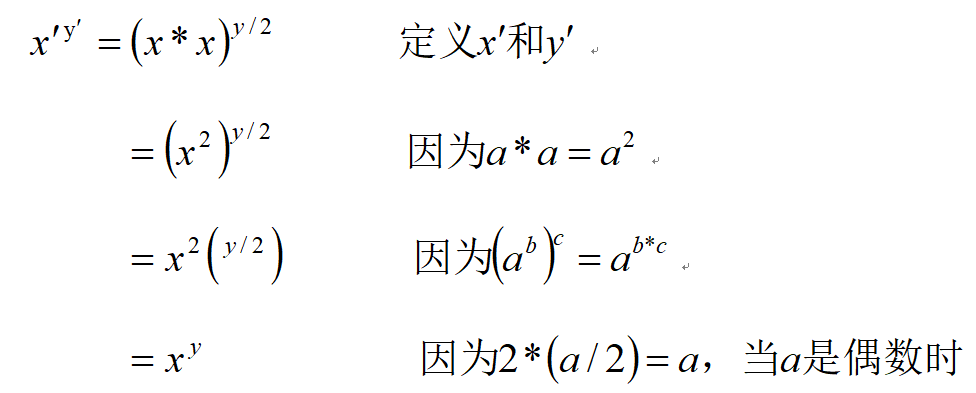 x′^y′ = (x * x)^y/2 定义x′和y′
= (x²)^y/2 因为a * a = a²
= x²(^y/2) 因为(a^b)^c = a^b*c
= x^y 因为2*(a/2)=a，当a是偶数时